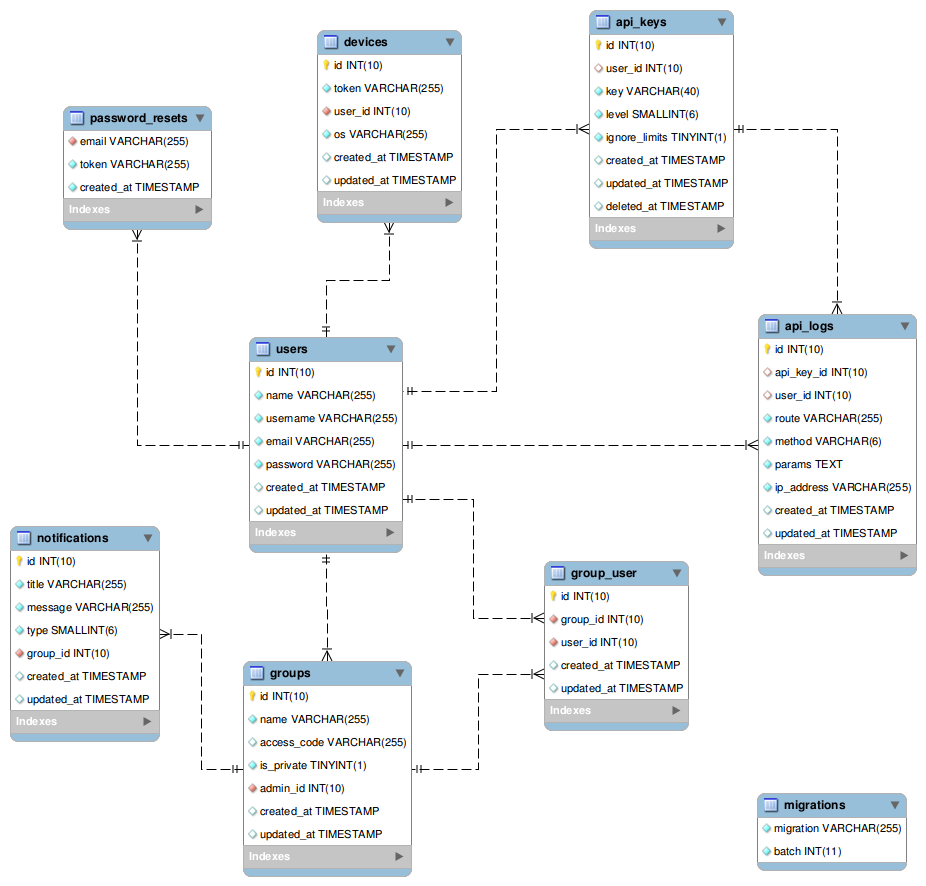 api_keys
id INT(10)
user_id INT(10)
key VARCHAR(40)
level SMALLINT(6)
ignore_limits TINYINT(1)
created_at TIMESTAMP
updated_at TIMESTAMP
deleted_at TIMESTAMP
Indexes
devices
id INT(10)
token VARCHAR(255)
user_id INT(10)
os VARCHAR(255)
created_at TIMESTAMP
updated_at TIMESTAMP
Indexes
password_resets
email VARCHAR(255)
token VARCHAR(255)
created_at TIMESTAMP
Indexes
api_logs
id INT(10)
api_key_id INT(10)
user_id INT(10)
route VARCHAR(255)
method VARCHAR(6)
params TEXT
ip_address VARCHAR(255)
created_at TIMESTAMP
updated_at TIMESTAMP
Indexes
users
id INT(10)
name VARCHAR(255)
username VARCHAR(255)
email VARCHAR(255)
password VARCHAR(255)
created_at TIMESTAMP
updated_at TIMESTAMP
Indexes
notifications
id INT(10)
title VARCHAR(255)
message VARCHAR(255)
type SMALLINT(6)
group_id INT(10)
created_at TIMESTAMP
updated_at TIMESTAMP
Indexes
group_user
id INT(10)
group_id INT(10)
user_id INT(10)
created_at TIMESTAMP
updated_at TIMESTAMP
Indexes
groups
id INT(10)
name VARCHAR(255)
access_code VARCHAR(255)
is_private TINYINT(1)
admin_id INT(10)
created_at TIMESTAMP
updated_at TIMESTAMP
Indexes
migrations
migration VARCHAR(255)
batch INT(11)